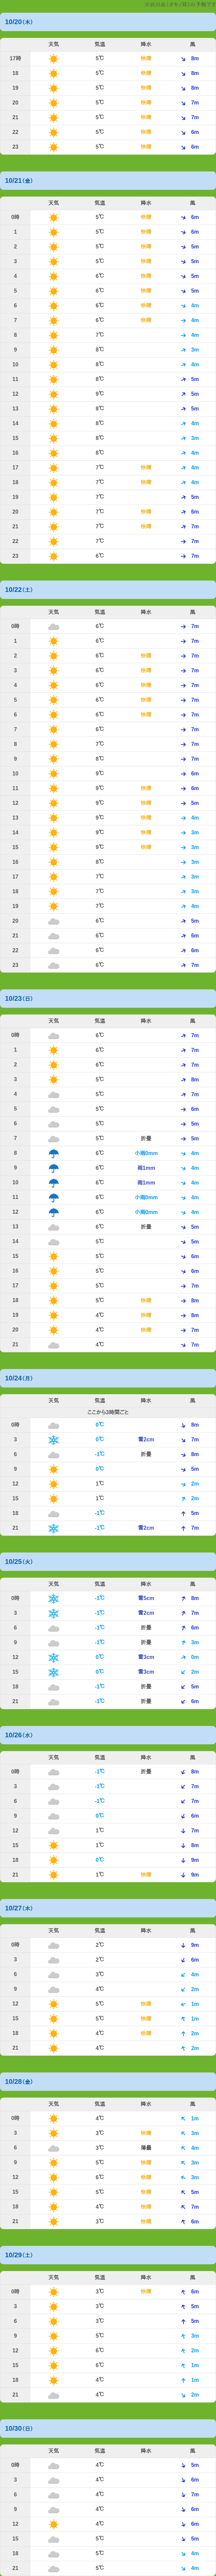 10/20(木)
天気 気温 降水 風
17時 5℃ 快晴 8m
18 5℃ 快晴 8m
19 5℃ 快晴 8m
20 5℃ 快晴 7m
21 5℃ 快晴 7m
22 5℃ 快晴 6m
23 5℃ 快晴 6m
10/21(金)
天気 気温 降水 風
0時 5℃ 快晴 6m
1 5℃ 快晴 6m
2 5℃ 快晴 5m
3 5℃ 快晴 5m
4 6℃ 快晴 5m
5 6℃ 快晴 5m
6 6℃ 快晴 4m
7 6℃ 快晴 4m
8 7℃ 4m
9 8℃ 3m
10 8℃ 4m
11 8℃ 5m
12 9℃ 5m
13 8℃ 5m
14 8℃ 4m
15 8℃ 3m
16 8℃ 4m
17 7℃ 快晴 4m
18 7℃ 快晴 4m
19 7℃ 5m
20 7℃ 快晴 6m
21 7℃ 快晴 7m
22 7℃ 7m
23 6℃ 7m
10/22(土)
天気 気温 降水 風
0時 6℃ 7m
1 6℃ 7m
2 6℃ 快晴 7m
3 6℃ 快晴 7m
4 6℃ 快晴 7m
5 6℃ 快晴 7m
6 6℃ 快晴 7m
7 6℃ 7m
8 7℃ 7m
9 8℃ 7m
10 9℃ 6m
11 9℃ 快晴 6m
12 9℃ 快晴 5m
13 9℃ 快晴 4m
14 9℃ 快晴 3m
15 9℃ 快晴 3m
16 8℃ 3m
17 7℃ 3m
18 7℃ 3m
19 7℃ 4m
20 6℃ 5m
21 6℃ 6m
22 6℃ 6m
23 6℃ 7m
10/23(日)
天気 気温 降水 風
0時 6℃ 7m
1 6℃ 7m
2 6℃ 7m
3 5℃ 8m
4 5℃ 7m
5 5℃ 6m
6 5℃ 5m
7 5℃ 折曇 5m
8 6℃ 小雨0mm 4m
9 6℃ 雨1mm 4m
10 6℃ 雨1mm 4m
11 5℃ 小雨0mm 4m
12 6℃ 小雨0mm 4m
13 6℃ 折曇 5m
14 5℃ 5m
15 5℃ 6m
16 5℃ 6m
17 5℃ 7m
18 5℃ 快晴 8m
19 4℃ 快晴 8m
20 4℃ 快晴 7m
21 4℃ 7m
10/24(月)
天気 気温 降水 風
ここから3時間ごと
0時 0℃ 8m
3 0℃ 雪2cm 7m
6 -1℃ 折曇 8m
9 0℃ 5m
12 1℃ 2m
15 1℃ 2m
18 -1℃ 5m
21 -1℃ 雪2cm 7m
10/25(火)
天気 気温 降水 風
0時 -1℃ 雪5cm 8m
3 -1℃ 雪2cm 7m
6 -1℃ 折曇 6m
9 -1℃ 折曇 3m
12 0℃ 雪3cm 0m
15 0℃ 雪3cm 2m
18 -1℃ 折曇 5m
21 -1℃ 折曇 6m
10/26(水)
天気 気温 降水 風
0時 -1℃ 折曇 8m
3 -1℃ 7m
6 -1℃ 7m
9 0℃ 6m
12 1℃ 7m
15 1℃ 8m
18 0℃ 9m
21 1℃ 快晴 9m
10/27(木)
天気 気温 降水 風
0時 2℃ 9m
3 2℃ 6m
6 3℃ 4m
9 4℃ 2m
12 5℃ 快晴 1m
15 5℃ 快晴 1m
18 4℃ 快晴 2m
21 4℃ 2m
10/28(金)
天気 気温 降水 風
0時 4℃ 1m
3 3℃ 快晴 3m
6 3℃ 薄曇 4m
9 5℃ 快晴 3m
12 6℃ 快晴 3m
15 5℃ 快晴 5m
18 4℃ 快晴 7m
21 3℃ 快晴 6m
10/29(土)
天気 気温 降水 風
0時 3℃ 快晴 6m
3 3℃ 5m
6 3℃ 5m
9 5℃ 3m
12 6℃ 2m
15 6℃ 1m
18 4℃ 1m
21 4℃ 2m
10/30(日)
天気 気温 降水 風
0時 4℃ 5m
3 4℃ 6m
6 4℃ 7m
9 4℃ 6m
12 4℃ 6m
15 5℃ 5m
18 5℃ 4m
21 5℃ 4m